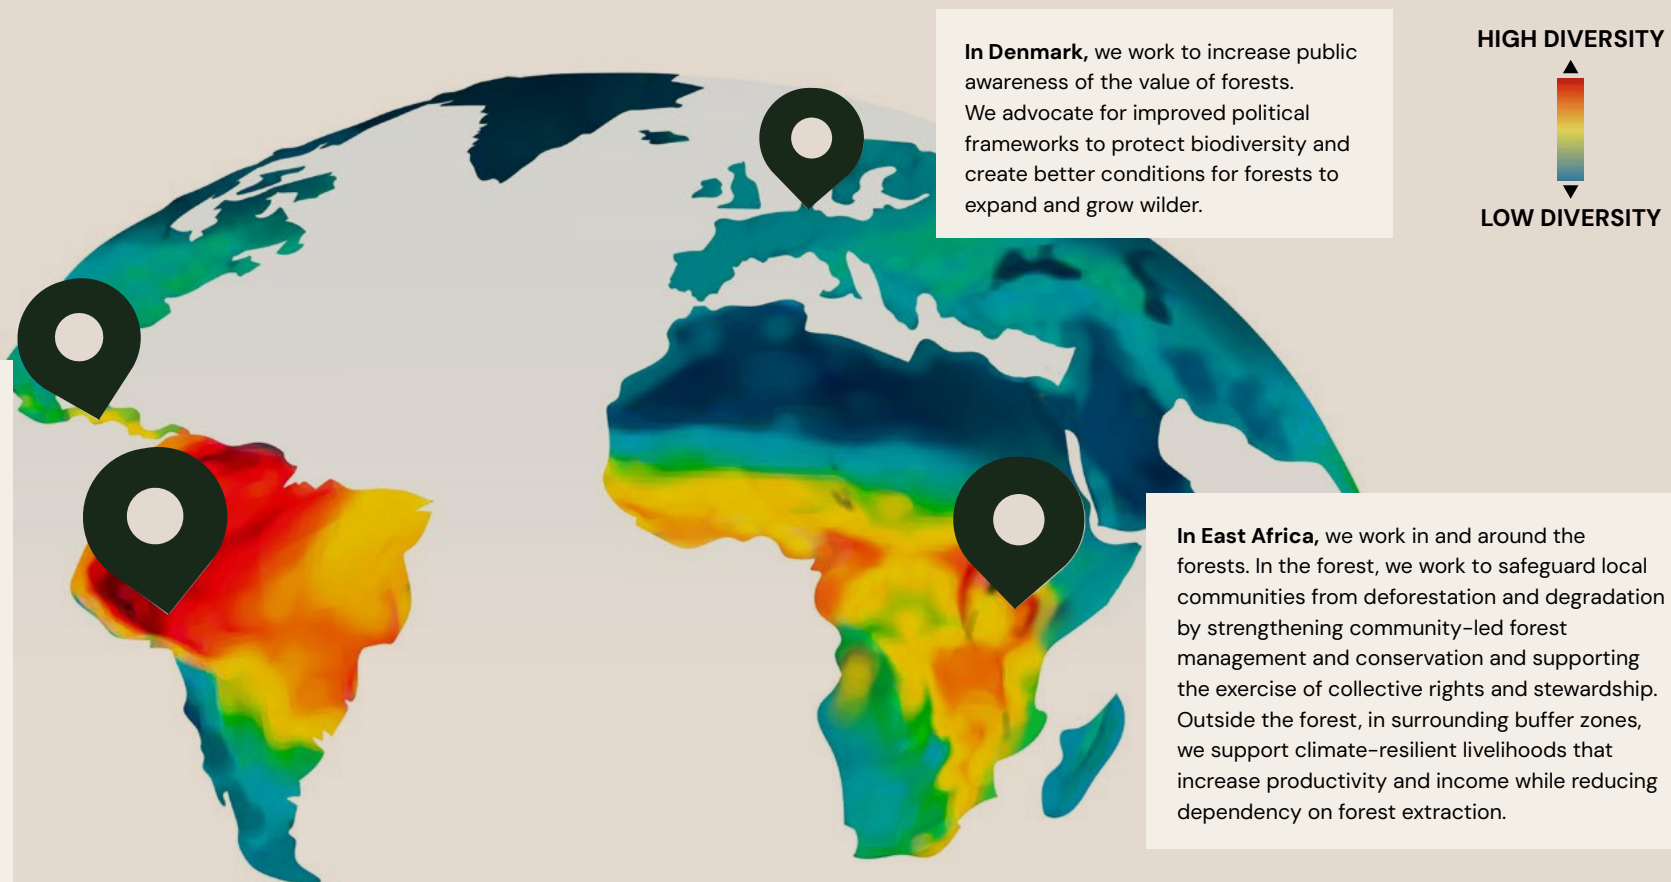 In Denmark, we work to increase public
awareness of the value of forests.
We advocate for improved political
frameworks to protect biodiversity and
create better conditions for forests to
expand and grow wilder.
HIGH DIVERSITY
LOW DIVERSITY
In East Africa, we work in and around the
forests. In the forest, we work to safeguard local
communities from deforestation and degradation
by strengthening community-led forest
management and conservation and supporting
the exercise of collective rights and stewardship.
Outside the forest, in surrounding buffer zones,
we support climate-resilient livelihoods that
increase productivity and income while reducing
dependency on forest extraction.